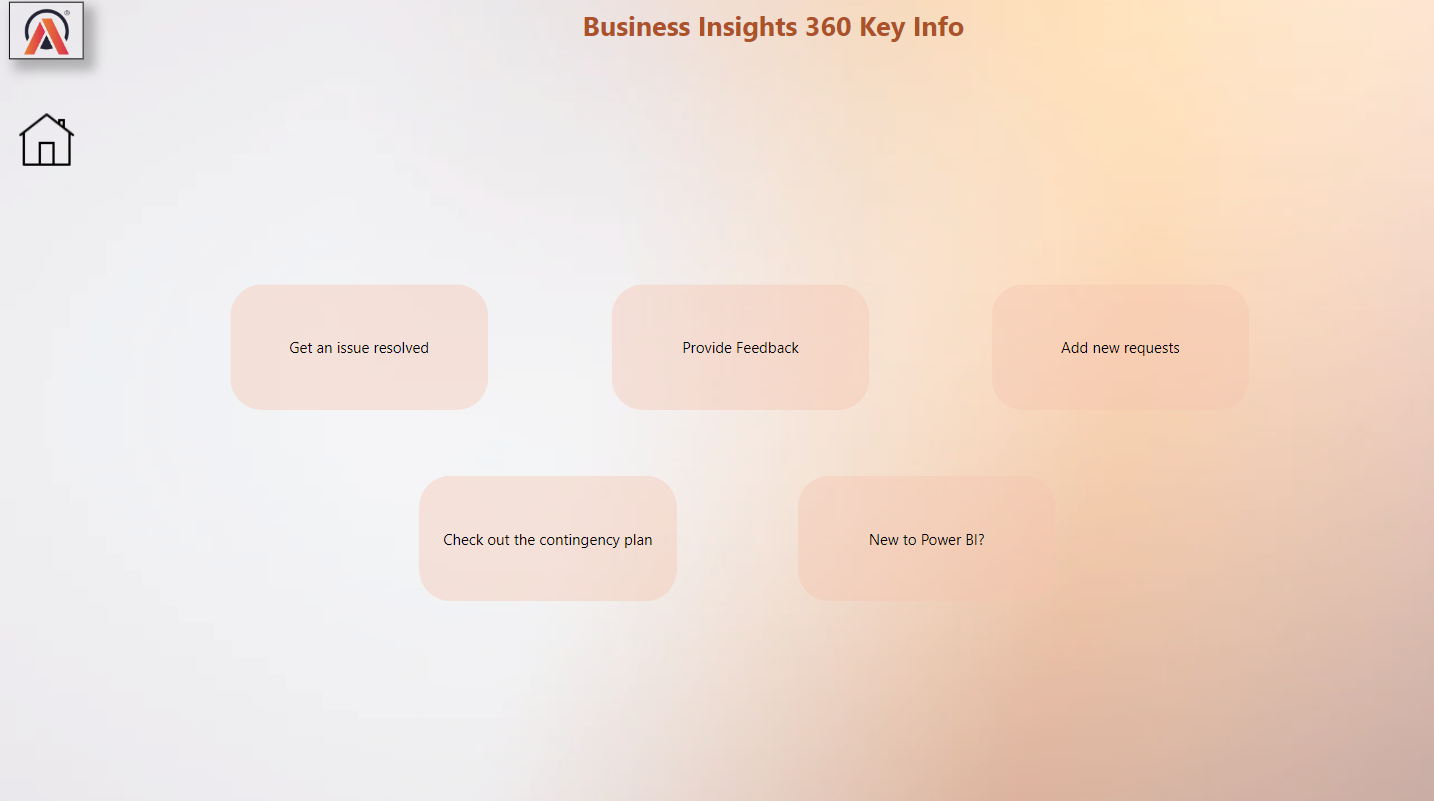 Business Insights 360 Key Info
Get an issue resolved
Provide Feedback
Add new requests
Check out the contingency plan
New to Power BI?